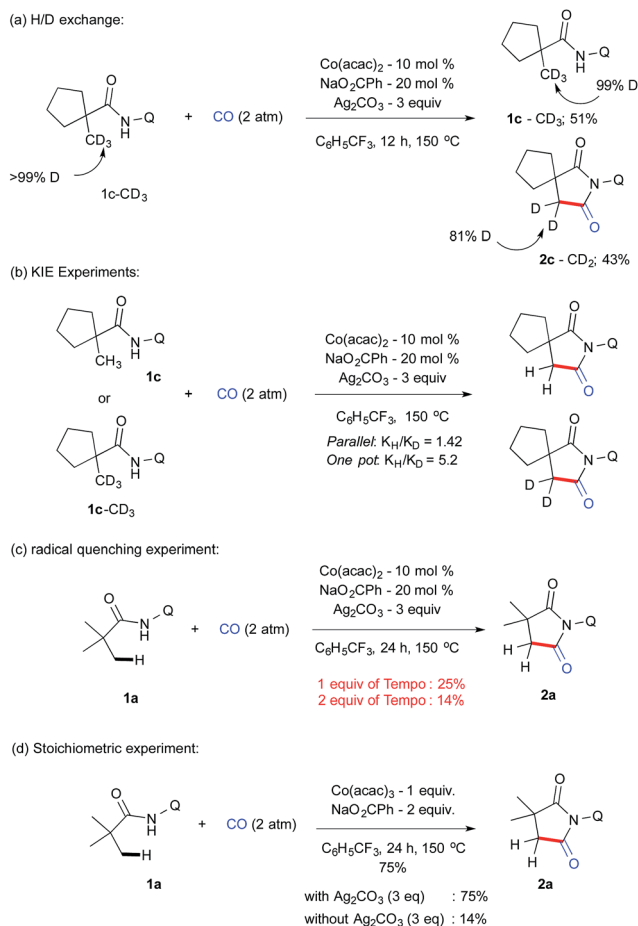 (a) H/D exchange:
O
N
H
Q
CD3
>99% D
1c-CD3
+ CO (2 atm)
Co(acac)2 - 10 mol %
NaO2CPh - 20 mol %
Ag2CO3 - 3 equiv
C6H5CF3, 12 h, 150 ºC
O
NH
Q
CD3
99% D
1c - CD3; 51%
O
N
Q
D
D
O
81% D
2c - CD2; 43%
(b) KIE Experiments:
O
N
H
Q
CH3
1c
or
O
N
H
Q
CD3
1c-CD3
+ CO (2 atm)
Co(acac)2 - 10 mol %
NaO2CPh - 20 mol %
Ag2CO3 - 3 equiv
C6H5CF3, 150 ºC
Parallel: KH/KD = 1.42
One pot: KH/KD = 5.2
O
N
Q
H
H
O
O
N
Q
D
D
O
(c) radical quenching experiment:
O
N
H
Q
H
1a
+ CO (2 atm)
Co(acac)2 - 10 mol %
NaO2CPh - 20 mol %
Ag2CO3 - 3 equiv
C6H5CF3, 24 h, 150 ºC
1 equiv of Tempo : 25%
2 equiv of Tempo : 14%
O
N
Q
H
H
O
2a
(d) Stoichiometric experiment:
O
N
H
Q
H
1a
+ CO (2 atm)
Co(acac)3 - 1 equiv.
NaO2CPh - 2 equiv.
C6H5CF3, 24 h, 150 ºC
75%
with Ag2CO3 (3 eq) : 75%
without Ag2CO3 (3 eq) : 14%
O
N
Q
H
H
O
2a